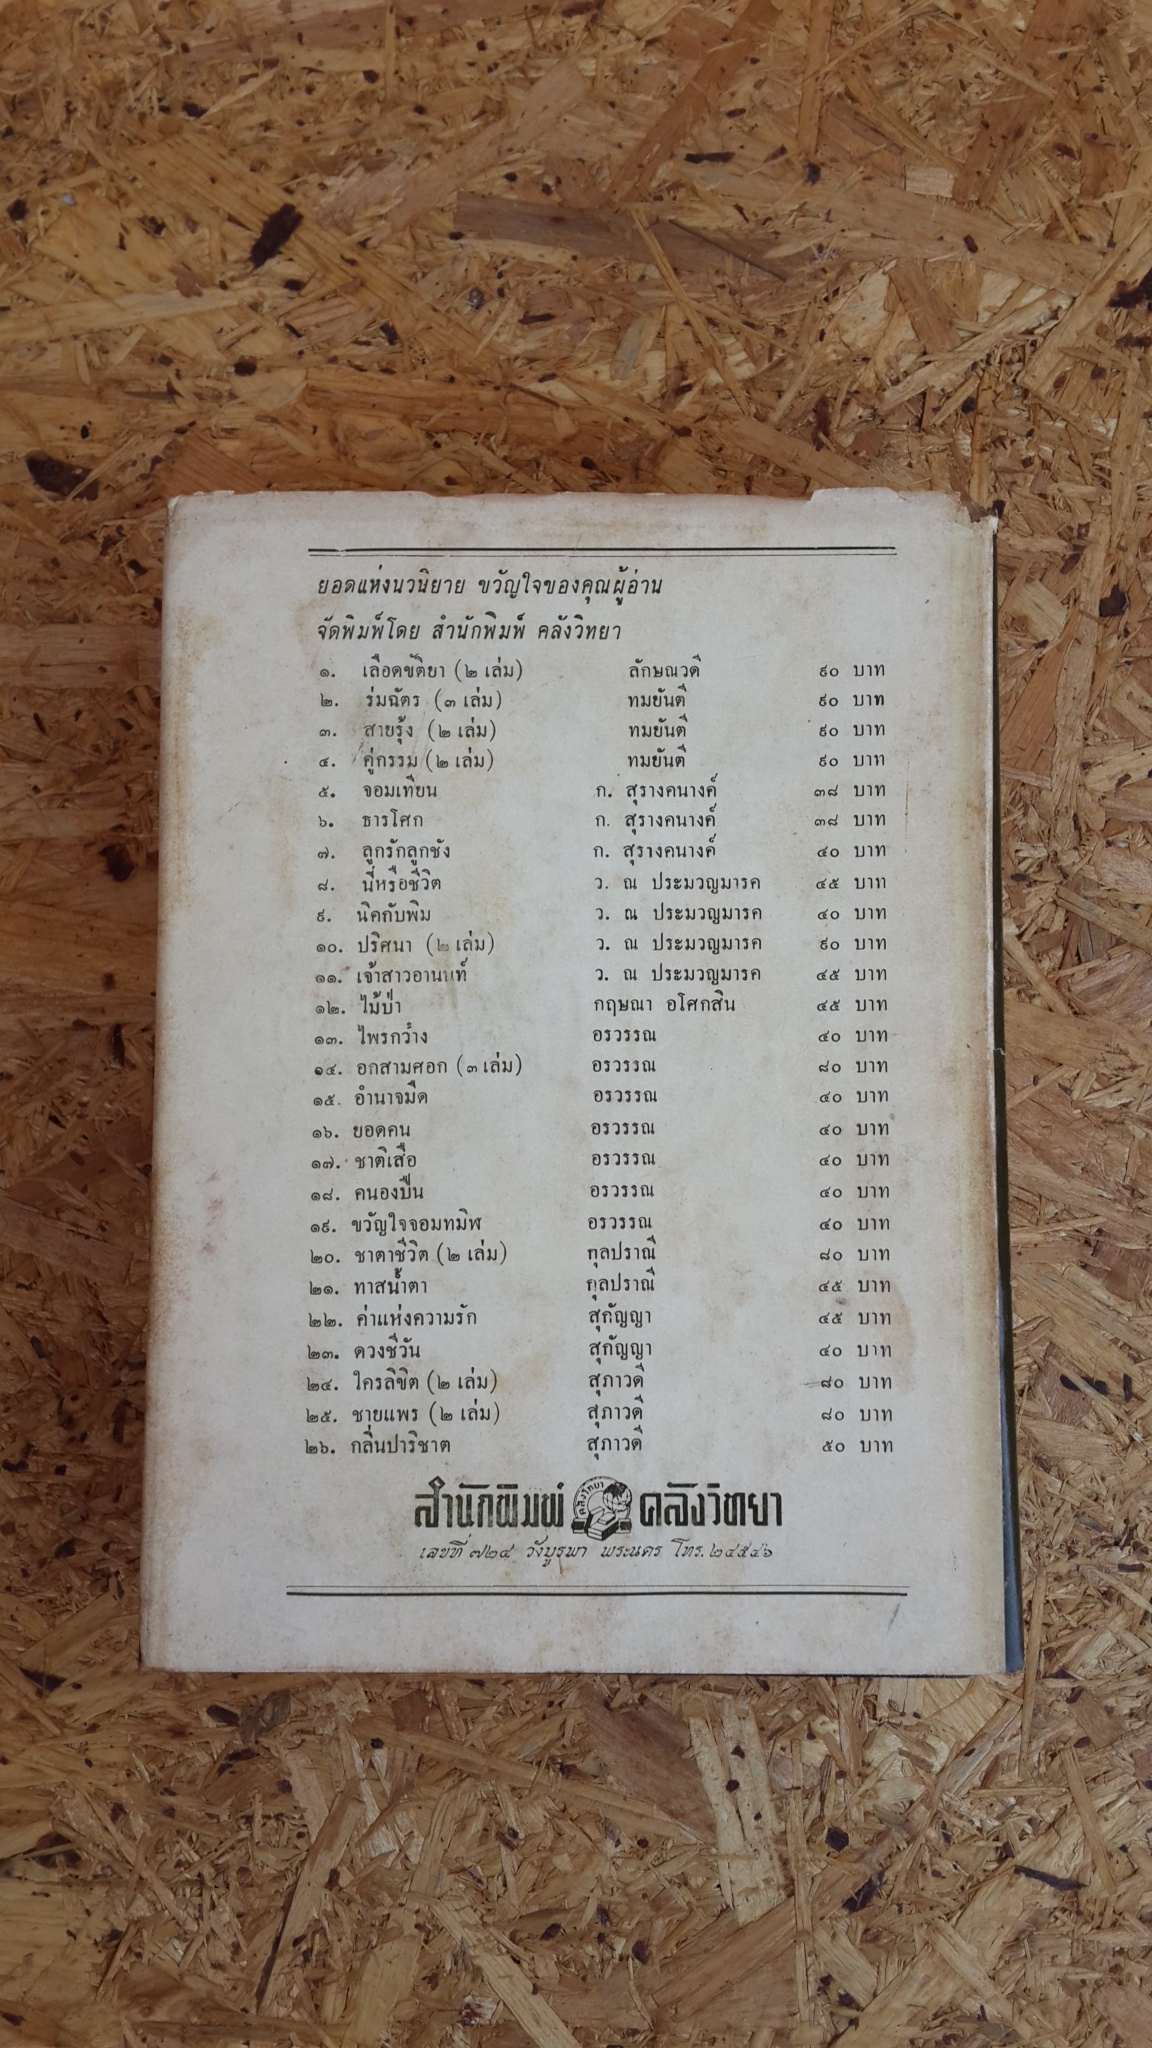 ยอดแห่งนวนิยาย ขวัญใจของคุณผู้อ่าน
จัดพิมพ์โดย สำนักพิมพ์ คลังวิทยา
๑. เลือดขัติยา (๒ เล่ม) ลักษณวดี ๙๐ บาท
๒. ร่มฉัตร (๓ เล่ม) ทมยันตี ๙๐ บาท
๓. สายรุ้ง (๒ เล่ม) ทมยันตี ๙๐ บาท
๔. คู่กรรม (๒ เล่ม) ทมยันตี ๙๐ บาท
๕. จอมเทียน ก. สุรางคนางค์ ๓๘ บาท
๖. ธารโศก ก. สุรางคนางค์ ๓๘ บาท
๗. ลูกรักลูกชัง ก. สุรางคนางค์ ๔๐ บาท
๘. นี่หรือชีวิต ว. ณ ประมวญมารค ๔๕ บาท
๙. นิคกับพิม ว. ณ ประมวญมารค ๔๐ บาท
๑๐. ปริศนา (๒ เล่ม) ว. ณ ประมวญมารค ๙๐ บาท
๑๑. เจ้าสาวอานนท์ ว. ณ ประมวญมารค ๔๕ บาท
๑๒. ไม้ป่า กฤษณา อโศกสิน ๔๕ บาท
๑๓. ไพรกว้าง อรวรรณ ๔๐ บาท
๑๔. อกสามศอก (๓ เล่ม) อรวรรณ ๘๐ บาท
๑๕. อำนาจมืด อรวรรณ ๔๐ บาท
๑๖. ยอดคน อรวรรณ ๔๐ บาท
๑๗. ชาติเสือ อรวรรณ ๔๐ บาท
๑๘. คนองปืน อรวรรณ ๔๐ บาท
๑๙. ขวัญใจจอมทมิฬ อรวรรณ ๔๐ บาท
๒๐. ชาตาชีวิต (๒ เล่ม) กุลปราณี ๘๐ บาท
๒๑. ทาสน้ำตา กุลปราณี ๔๕ บาท
๒๒. ค่าแห่งความรัก สุกัญญา ๔๕ บาท
๒๓. ดวงชีวัน สุกัญญา ๔๐ บาท
๒๔. ใครลิขิต (๒ เล่ม) สุภาวดี ๘๐ บาท
๒๕. ชายแพร (๒ เล่ม) สุภาวดี ๘๐ บาท
๒๖. กลิ่นปาริชาต สุภาวดี ๕๐ บาท
สำนักพิมพ์ คลังวิทยา คลังวิทยา
เลขที่ ๗๒๔ วังบูรพา พระนคร โทร. ๒๔๕๔๖